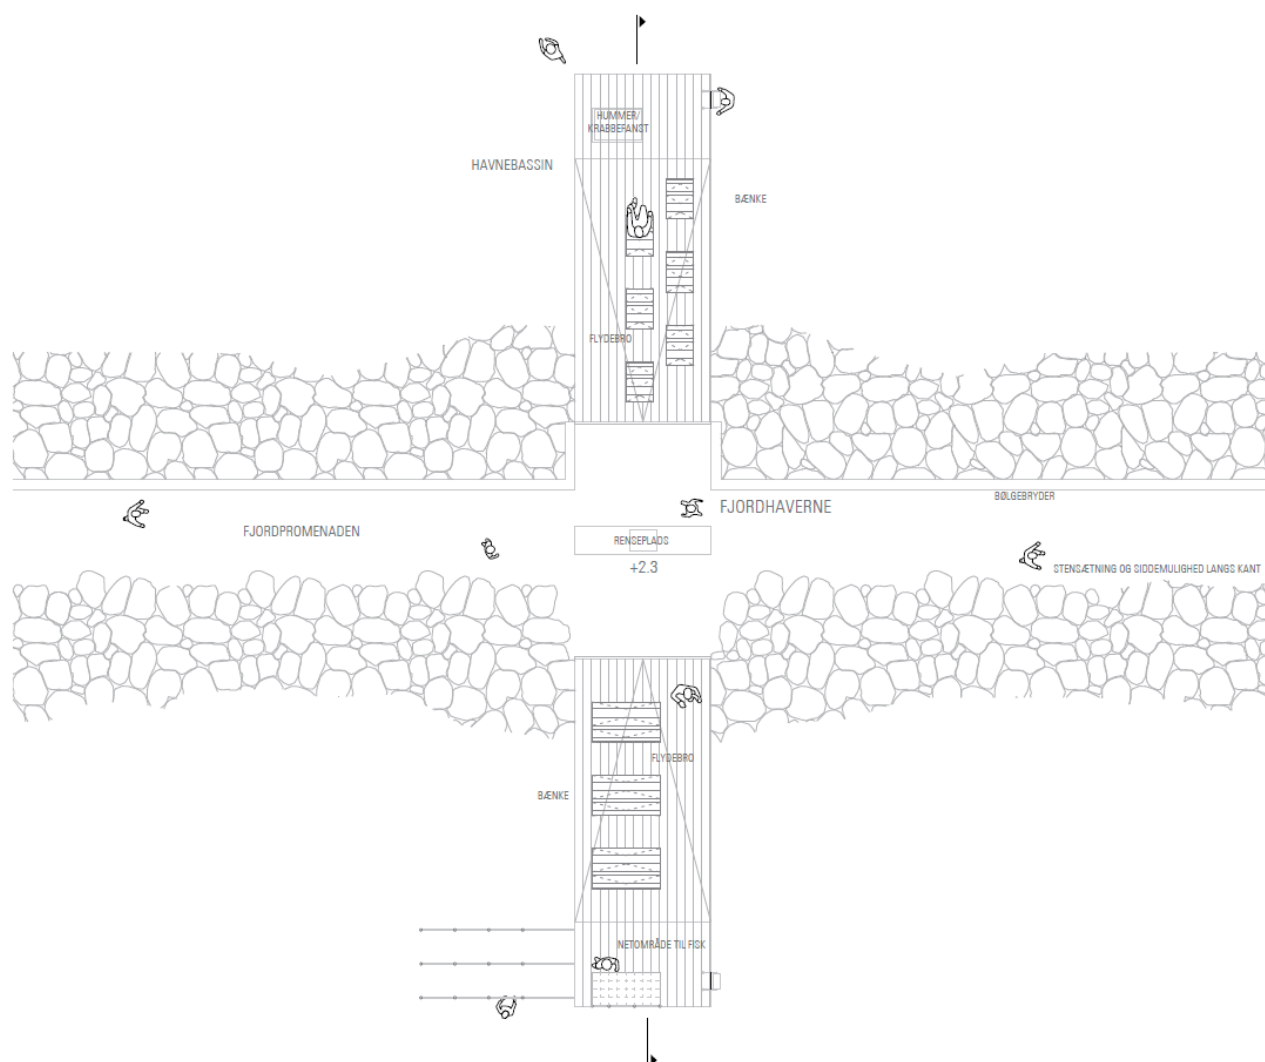 HUMMER/
KRABBEFANST
HAVNEBASSIN
BÆNKE
FLYDEBRO
BØLGEBRYDER
FJORDHAVERNE
FJORDPROMENADEN
RENSEPLADS
+2.3
STENSÆTNING OG SIDDEMULIGHED LANGS KANT
FLYDEBRO
BÆNKE
NETOMRÅDE TIL FISK